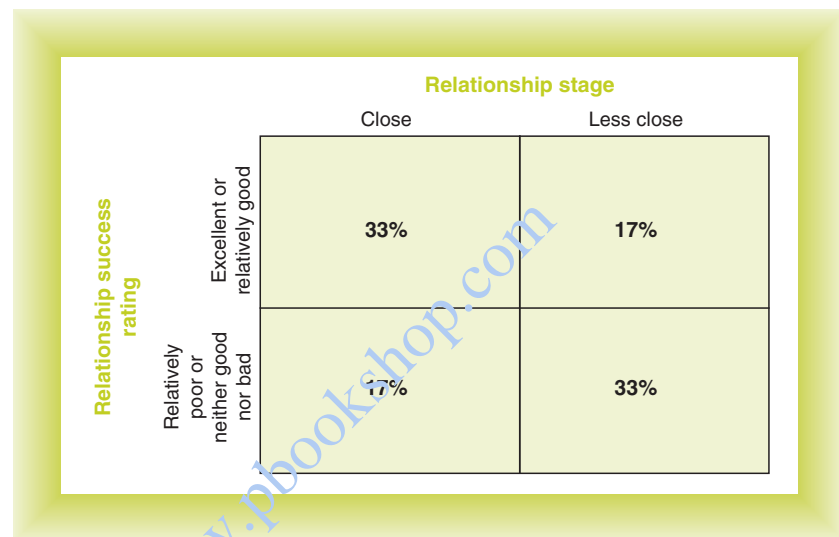 Relationship stage
Close
Less close
Relationship success
rating
Excellent or
relatively good
33%
17%
Relatively
poor or
neither good
nor bad
17%
33%
.pbookshop.com